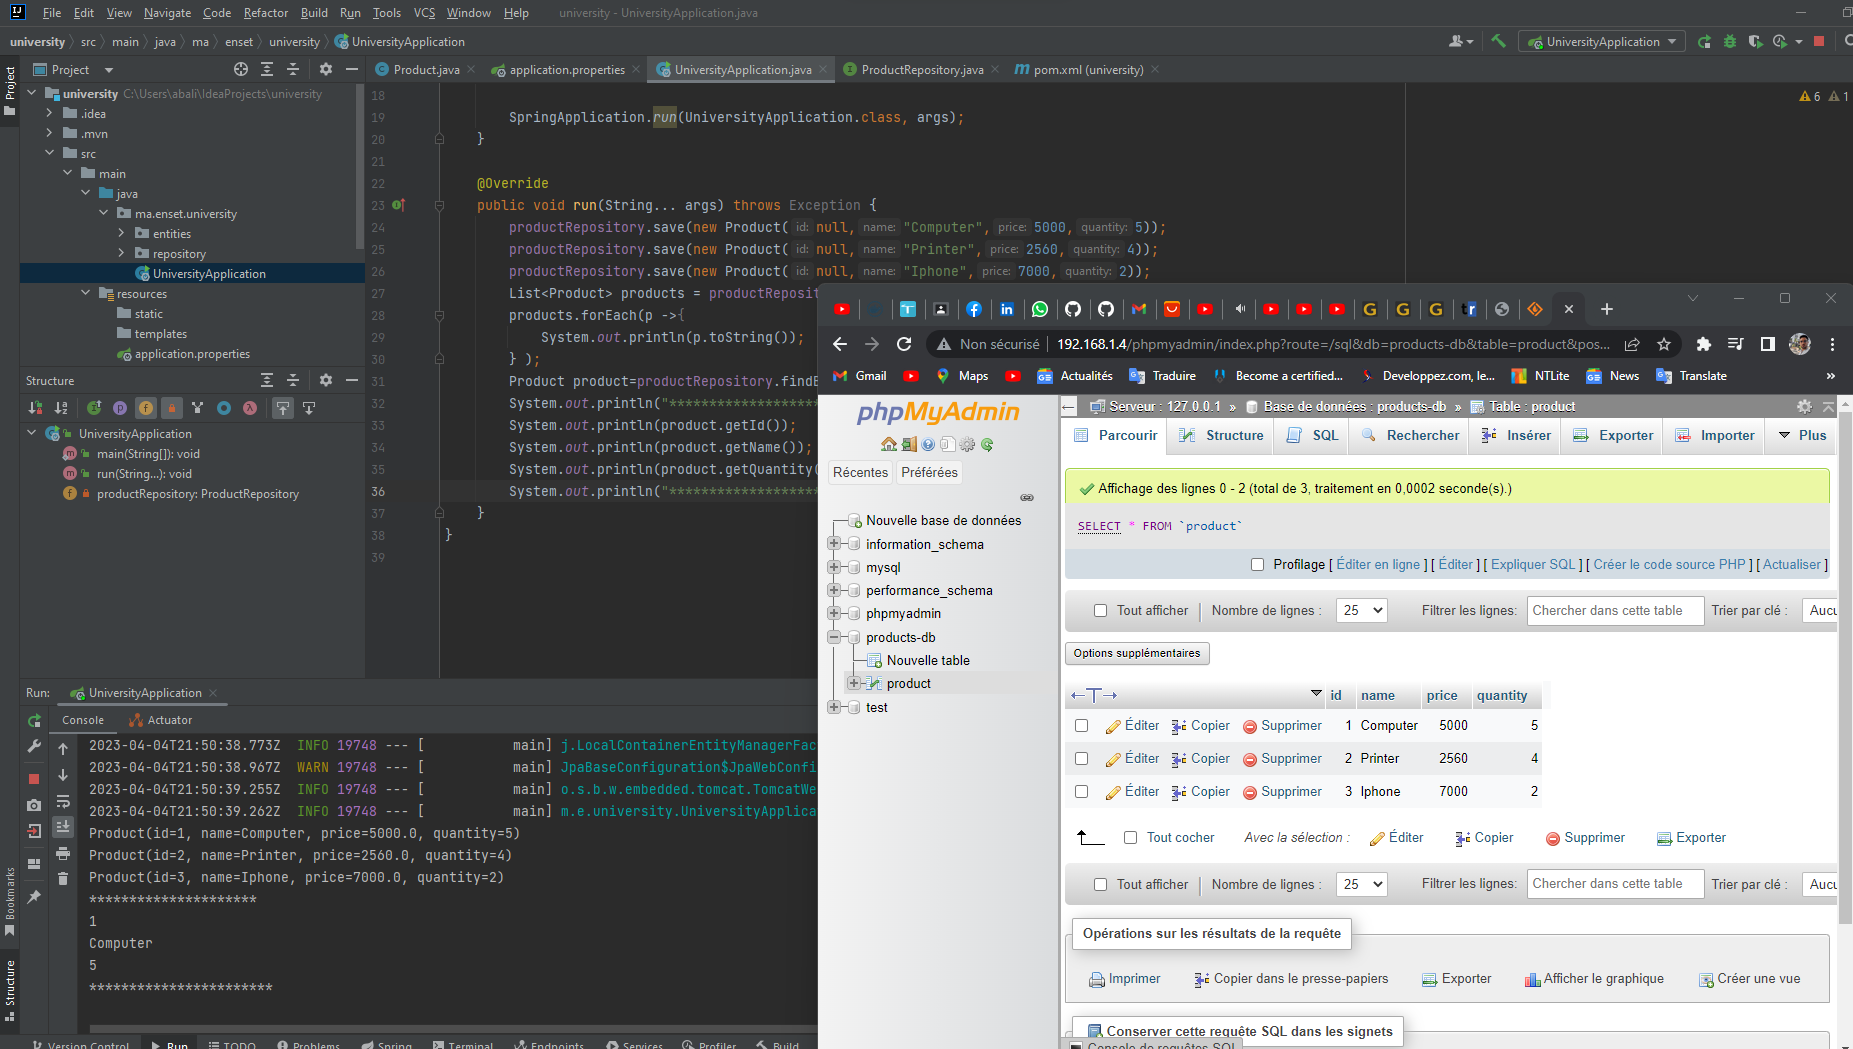 File Edit View Navigate Code Refactor Build Run Tools VCS Window Help university - UniversityApplication.java
university src main java ma enset university UniversityApplication
UniversityApplication
Project
Project
Product.java application.properties UniversityApplication.java ProductRepository.java pom.xml (university)
university C:\Users\abali\IdeaProjects\university
.idea
.mvn
src
main
java
ma.enset.university
entities
repository
UniversityApplication
resources
static
templates
application.properties
Structure
UniversityApplication
main(String[]): void
run(String...): void
productRepository: ProductRepository
6 1
18
19 SpringApplication.run(UniversityApplication.class, args);
20 }
21
22 @Override
23 public void run(String... args) throws Exception {
24 productRepository.save(new Product( id: null, name: "Computer", price: 5000, quantity: 5));
25 productRepository.save(new Product( id: null, name: "Printer", price: 2560, quantity: 4));
26 productRepository.save(new Product( id: null, name: "Iphone", price: 7000, quantity: 2));
27 List<Product> products = productReposit
28 products.forEach(p ->{
29 System.out.println(p.toString());
30 } );
31 Product product=productRepository.findB
32 System.out.println("*******************
33 System.out.println(product.getId());
34 System.out.println(product.getName());
35 System.out.println(product.getQuantity(
36 System.out.println("*******************
37 }
38 }
39
Run: UniversityApplication
Console Actuator
2023-04-04T21:50:38.773Z INFO 19748 --- [ main] j.LocalContainerEntityManagerFac
2023-04-04T21:50:38.967Z WARN 19748 --- [ main] JpaBaseConfiguration$JpaWebConfi
2023-04-04T21:50:39.255Z INFO 19748 --- [ main] o.s.b.w.embedded.tomcat.TomcatWe
2023-04-04T21:50:39.262Z INFO 19748 --- [ main] m.e.university.UniversityApplica
Product(id=1, name=Computer, price=5000.0, quantity=5)
Product(id=2, name=Printer, price=2560.0, quantity=4)
Product(id=3, name=Iphone, price=7000.0, quantity=2)
*********************
1
Computer
5
***********************
Bookmarks
Structure
Version Control Run TODO Problems Spring Terminal Endpoints Services Profiler Build
Non sécurisé 192.168.1.4/phpmyadmin/index.php?route=/sql&db=products-db&table=product&pos...
Gmail Maps Actualités Traduire Become a certified... Developpez.com, le... NTLite News Translate »
phpMyAdmin
Récentes Préférées
Nouvelle base de données
information_schema
mysql
performance_schema
phpmyadmin
products-db
Nouvelle table
product
test
Serveur : 127.0.0.1 » Base de données : products-db » Table : product
Parcourir Structure SQL Rechercher Insérer Exporter Importer Plus
Affichage des lignes 0 - 2 (total de 3, traitement en 0,0002 seconde(s).)
SELECT * FROM `product`
Profilage [ Éditer en ligne ] [ Éditer ] [ Expliquer SQL ] [ Créer le code source PHP ] [ Actualiser ]
Tout afficher Nombre de lignes : 25 Filtrer les lignes: Chercher dans cette table Trier par clé : Aucu
Options supplémentaires
id name price quantity
Éditer Copier Supprimer 1 Computer 5000 5
Éditer Copier Supprimer 2 Printer 2560 4
Éditer Copier Supprimer 3 Iphone 7000 2
Tout cocher Avec la sélection : Éditer Copier Supprimer Exporter
Tout afficher Nombre de lignes : 25 Filtrer les lignes: Chercher dans cette table Trier par clé : Aucu
Opérations sur les résultats de la requête
Imprimer Copier dans le presse-papiers Exporter Afficher le graphique Créer une vue
Conserver cette requête SQL dans les signets
Console de requêtes SQL